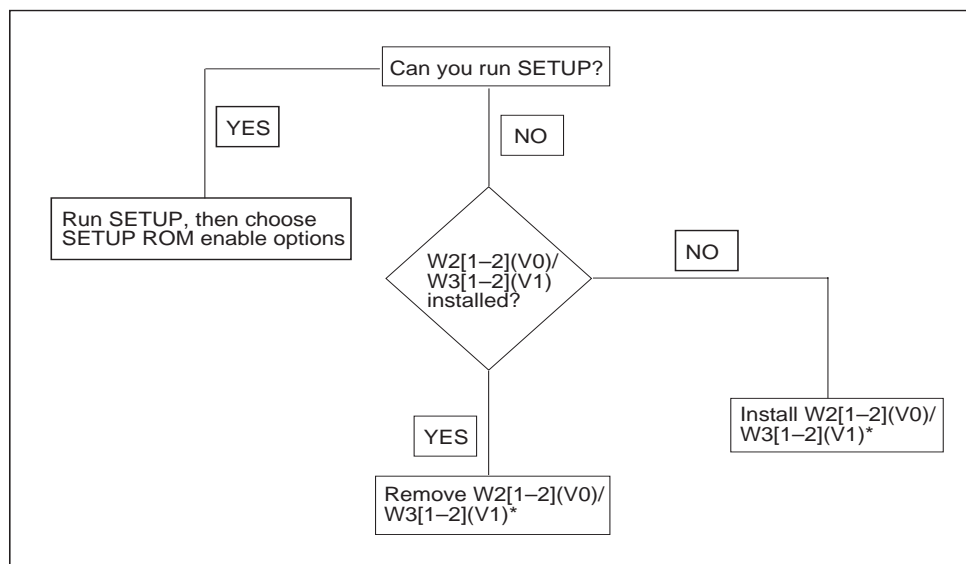 Can you run SETUP?
YES
NO
Run SETUP, then choose
SETUP ROM enable options
W2[1–2](V0)/
W3[1–2](V1)
installed?
NO
YES
Install W2[1–2](V0)/
W3[1–2](V1)*
Remove W2[1–2](V0)/
W3[1–2](V1)*